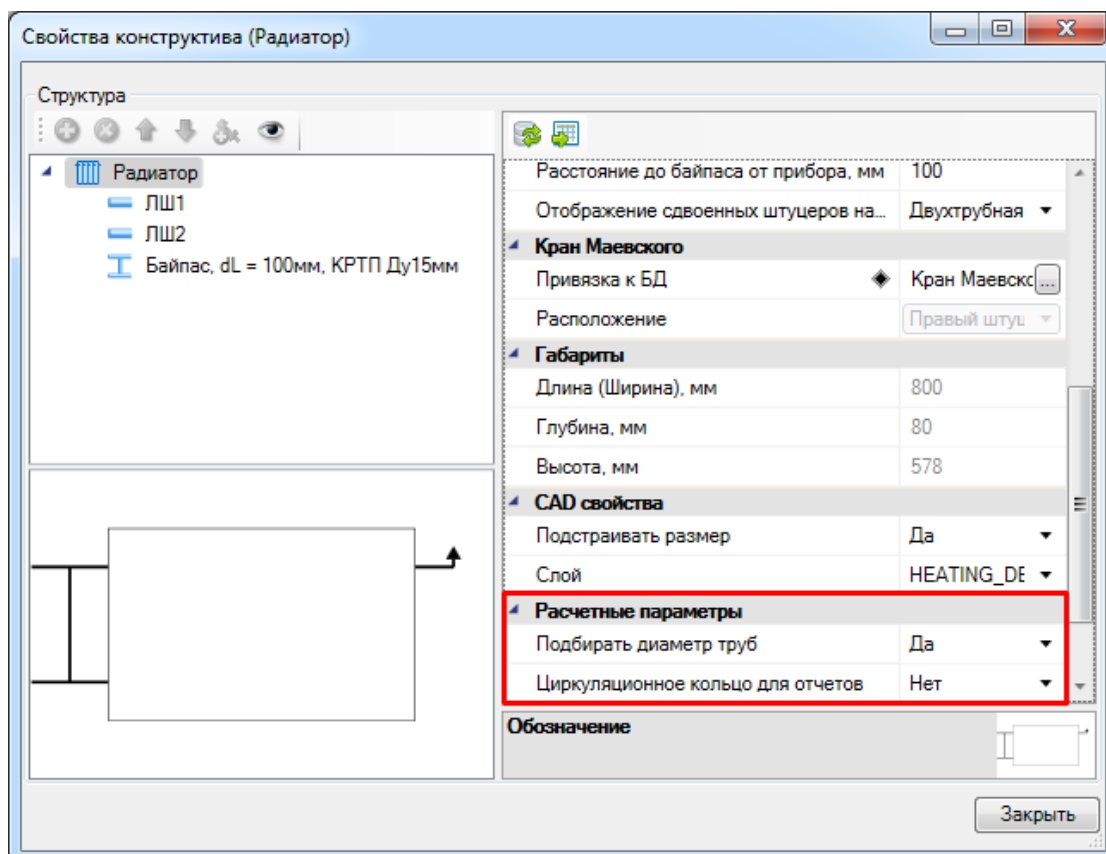 Свойства конструктива (Радиатор)
Структура
Радиатор
ЛШ1
ЛШ2
Байпас, dL = 100мм, КРТП Ду15мм
Расстояние до байпаса от прибора, мм 100
Отображение сдвоенных штуцеров на... Двухтрубная
Кран Маевского
Привязка к БД Кран Маевскс ...
Расположение Правый штуц
Габариты
Длина (Ширина), мм 800
Глубина, мм 80
Высота, мм 578
CAD свойства
Подстраивать размер Да
Слой HEATING_DE
Расчетные параметры
Подбирать диаметр труб Да
Циркуляционное кольцо для отчетов Нет
Обозначение
Закрыть